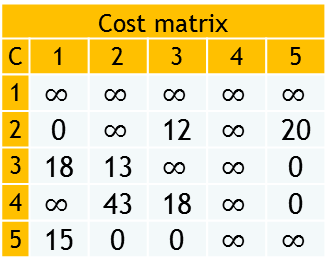 Cost matrix
C 1 2 3 4 5
1 ∞ ∞ ∞ ∞ ∞
2 0 ∞ 12 ∞ 20
3 18 13 ∞ ∞ 0
4 ∞ 43 18 ∞ 0
5 15 0 0 ∞ ∞